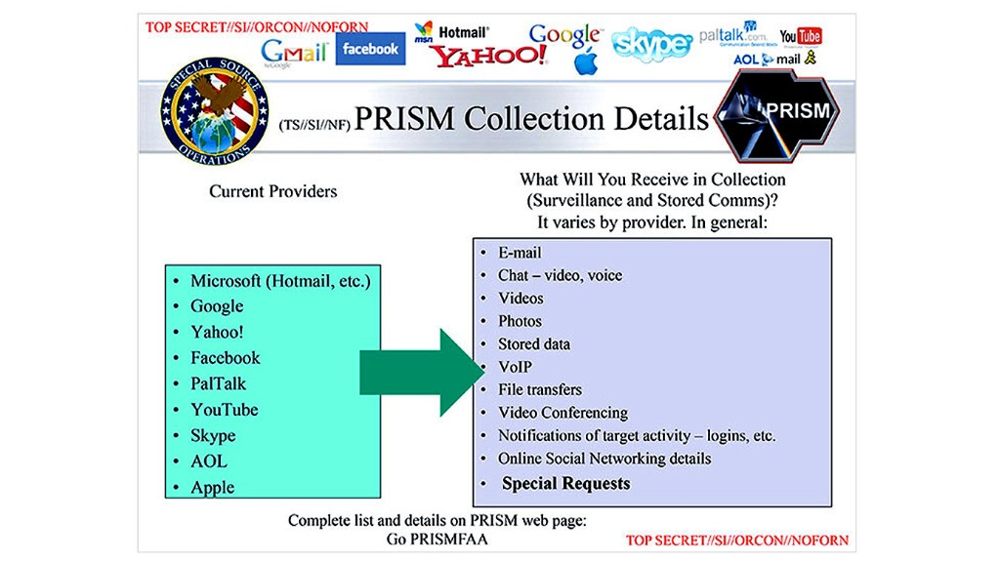 TOP SECRET//SI//ORCON//NOFORN
Gmail
by Google
facebook
msn
Hotmail®
YAHOO!
Google
skype
paltalk.com
Communication Beyond Words
YouTube
AOL mail
SPECIAL SOURCE
OPERATIONS
(TS//SI//NF) PRISM Collection Details
PRISM
Current Providers
• Microsoft (Hotmail, etc.)
• Google
• Yahoo!
• Facebook
• PalTalk
• YouTube
• Skype
• AOL
• Apple
What Will You Receive in Collection
(Surveillance and Stored Comms)?
It varies by provider. In general:
• E-mail
• Chat – video, voice
• Videos
• Photos
• Stored data
• VoIP
• File transfers
• Video Conferencing
• Notifications of target activity – logins, etc.
• Online Social Networking details
• Special Requests
Complete list and details on PRISM web page:
Go PRISMFAA
TOP SECRET//SI//ORCON//NOFORN